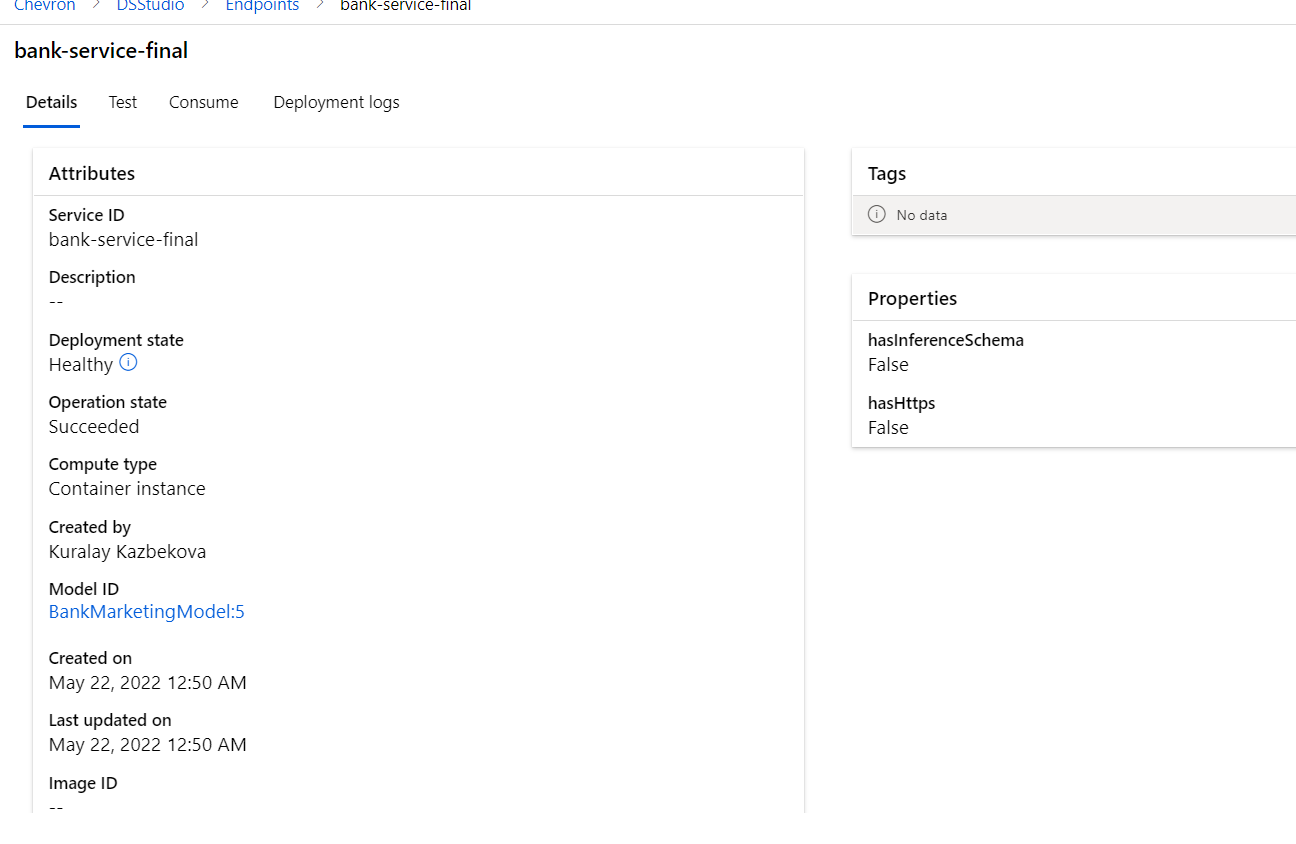 Chevron > DSStudio > Endpoints > bank-service-final
bank-service-final
Details Test Consume Deployment logs
Attributes
Service ID
bank-service-final
Description
--
Deployment state
Healthy
Operation state
Succeeded
Compute type
Container instance
Created by
Kuralay Kazbekova
Model ID
BankMarketingModel:5
Created on
May 22, 2022 12:50 AM
Last updated on
May 22, 2022 12:50 AM
Image ID
--
Tags
No data
Properties
hasInferenceSchema
False
hasHttps
False